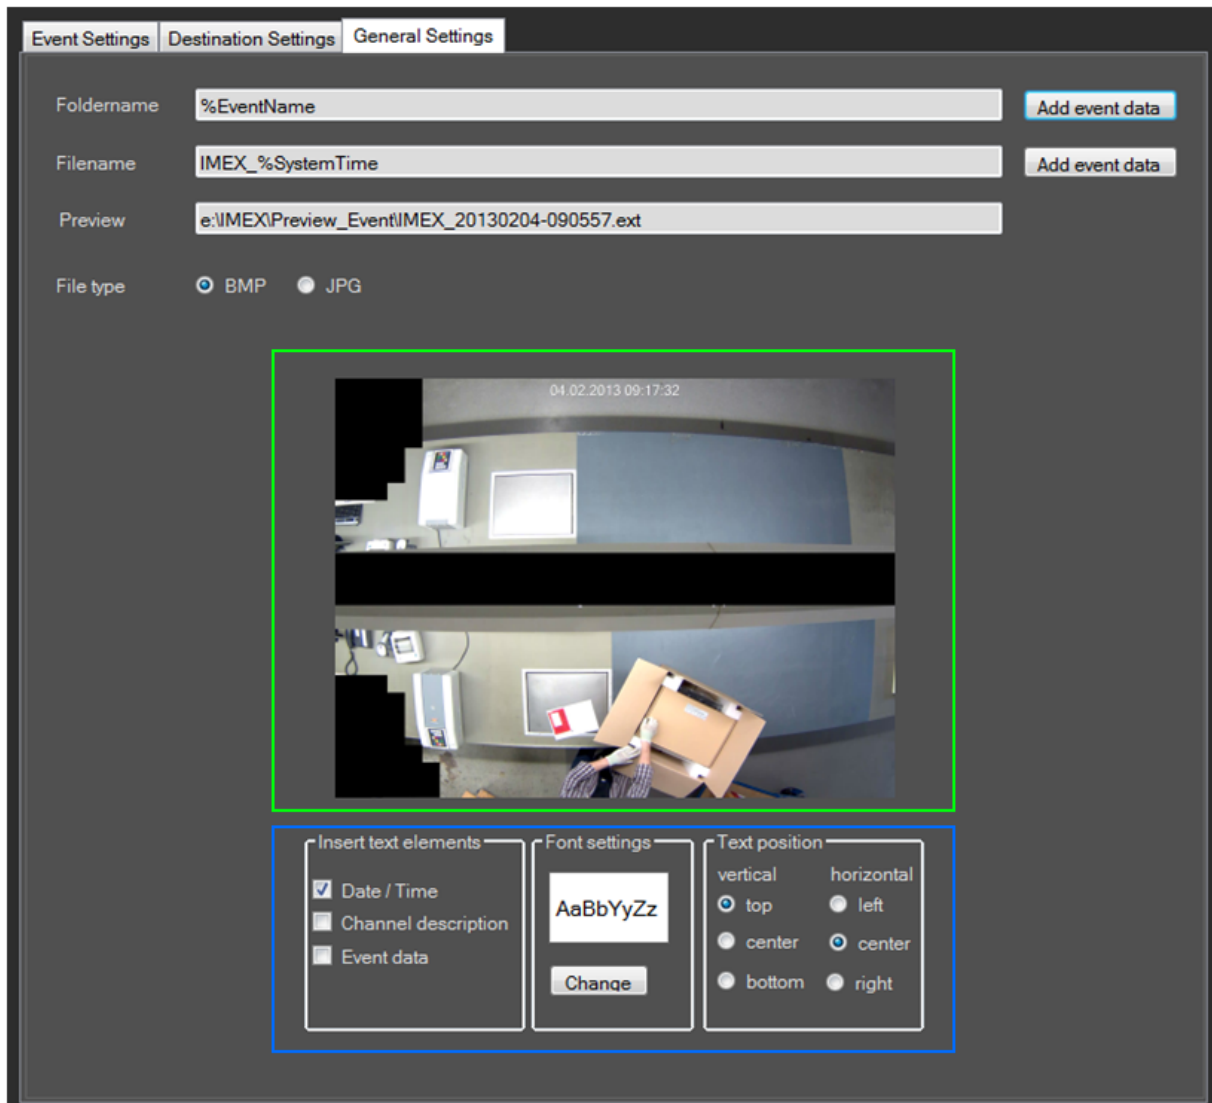 Event Settings Destination Settings General Settings
Foldername %EventName Add event data
Filename IMEX_%SystemTime Add event data
Preview e:\IMEX\Preview_Event\IMEX_20130204-090557.ext
File type BMP JPG
04.02.2013 09:17:32
Insert text elements Font settings Text position
vertical horizontal
Date / Time AaBbYyZz top left
Channel description center center
Event data Change bottom right